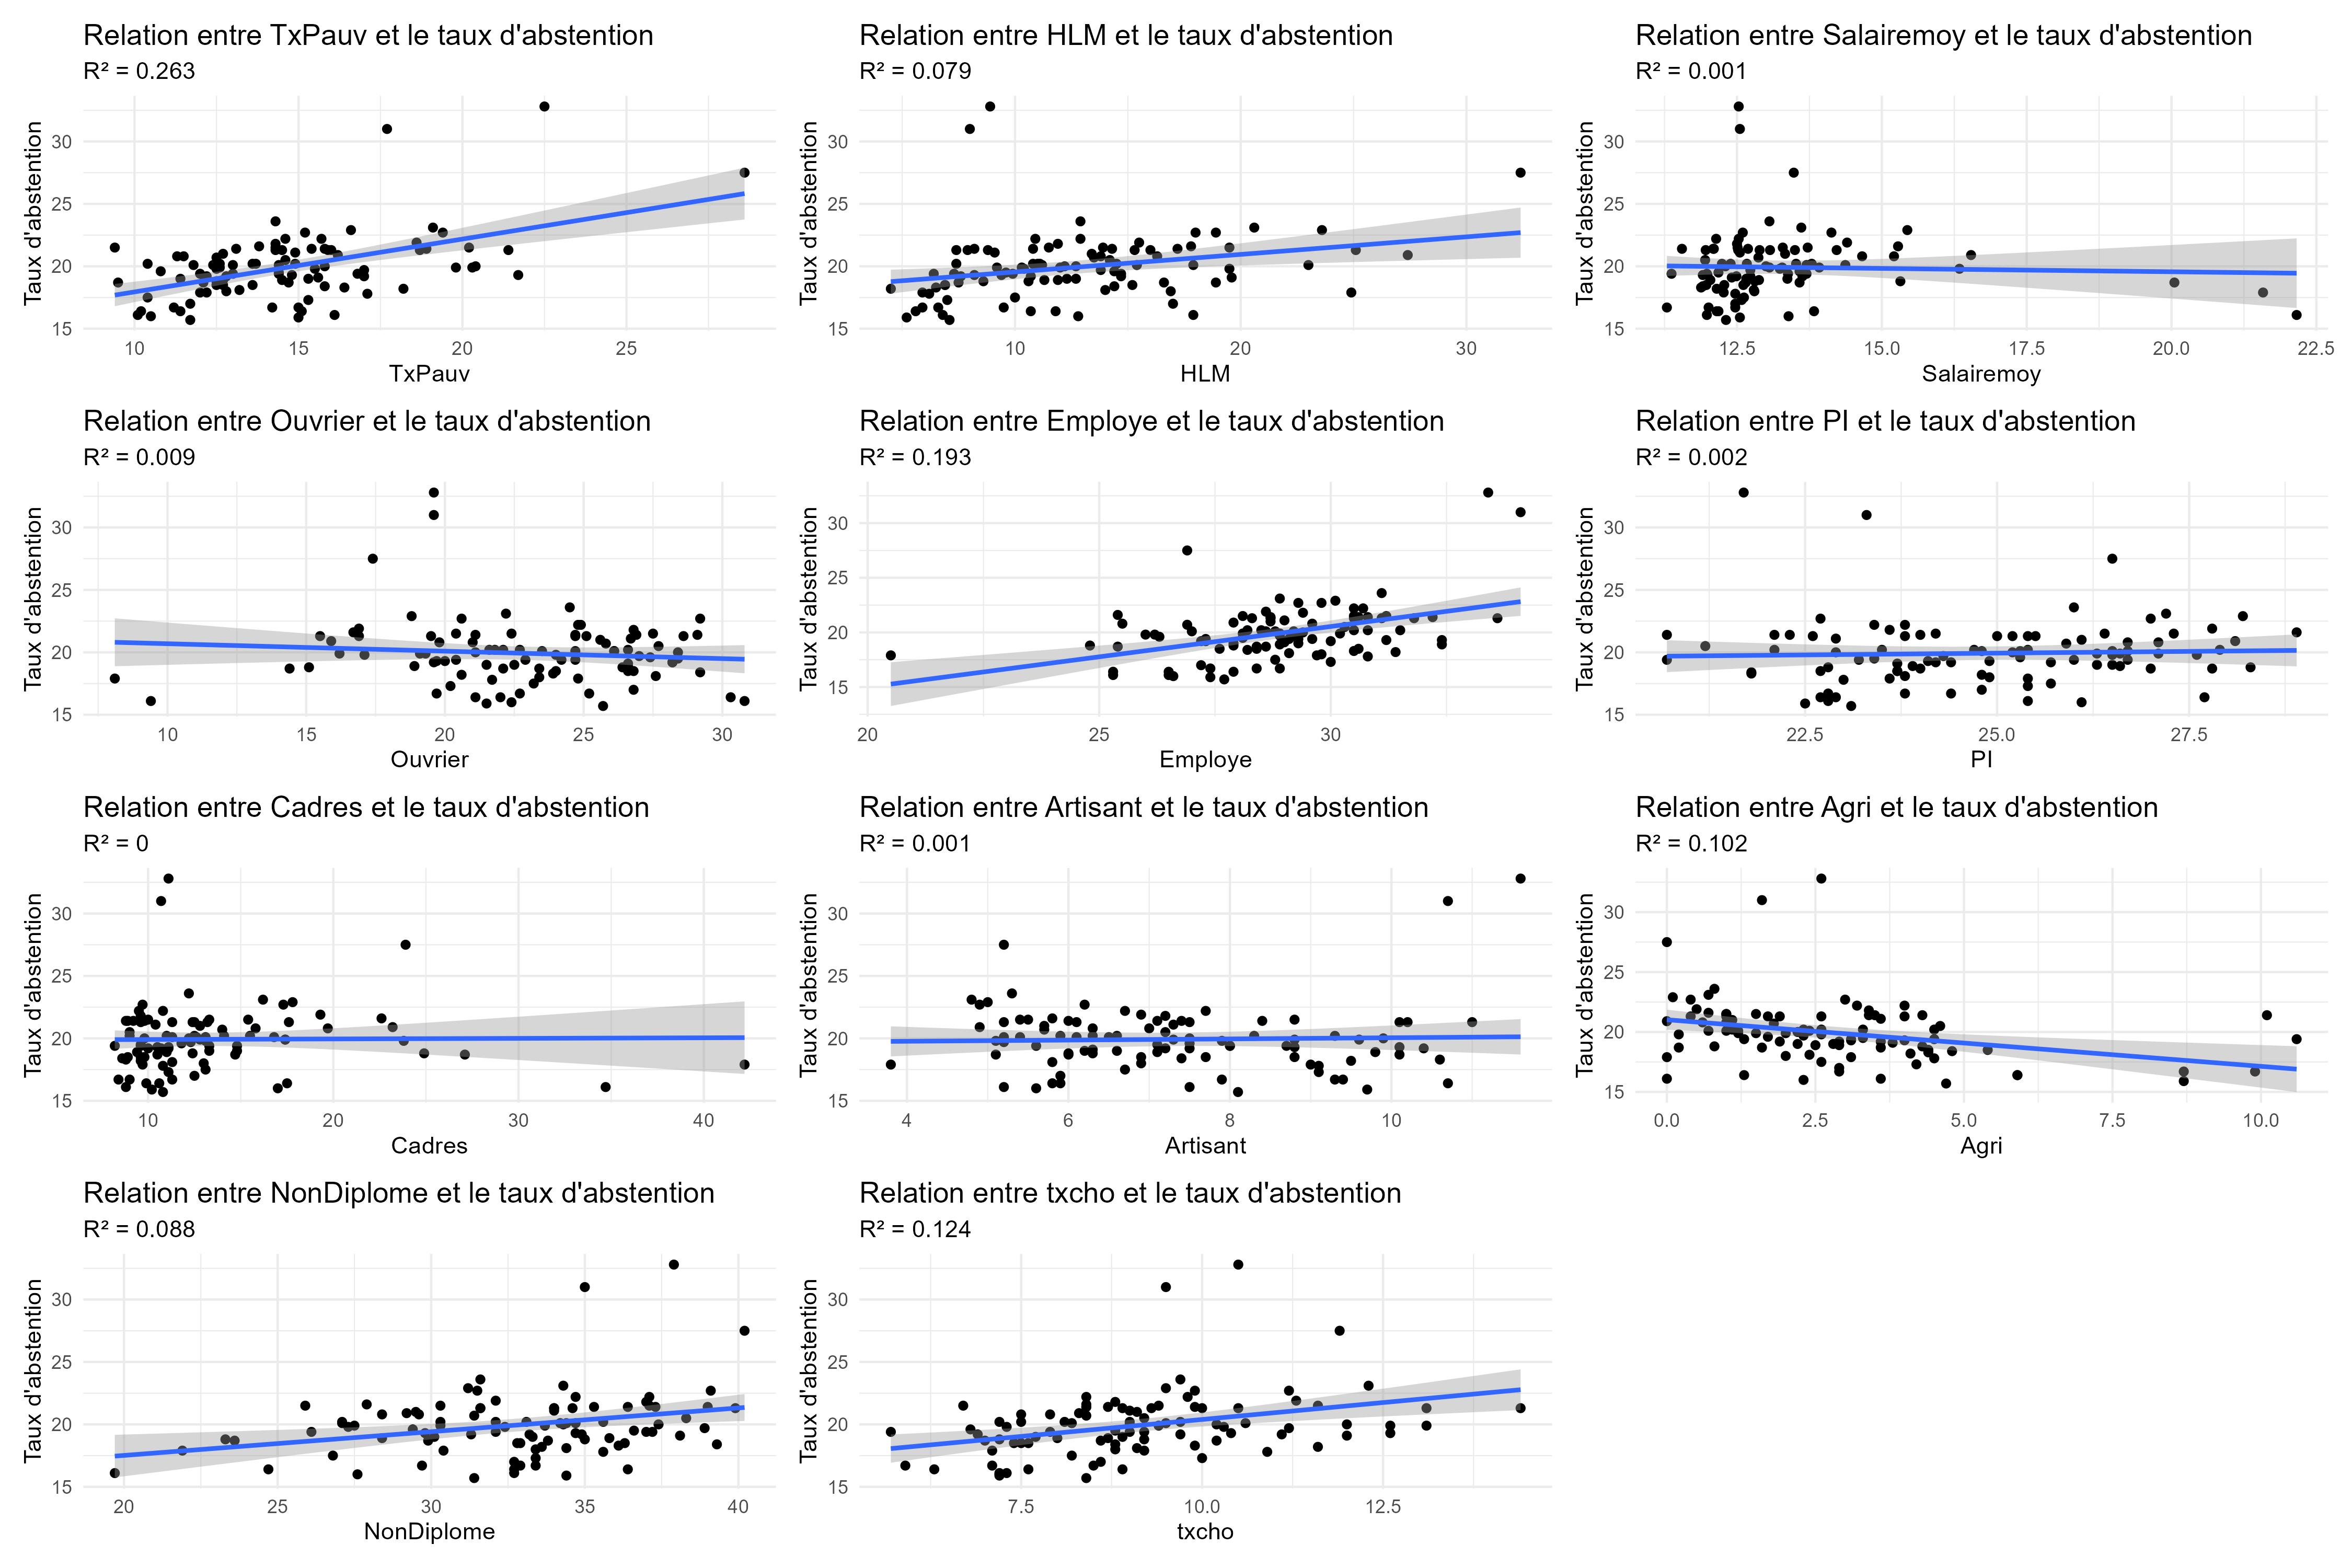 Relation entre TxPauv et le taux d'abstention
R² = 0.263
Taux d'abstention
30
25
20
15
10
15
20
25
TxPauv
Relation entre HLM et le taux d'abstention
R² = 0.079
Taux d'abstention
30
25
20
15
10
20
30
HLM
Relation entre Salairemoy et le taux d'abstention
R² = 0.001
Taux d'abstention
30
25
20
15
12.5
15.0
17.5
20.0
22.5
Salairemoy
Relation entre Ouvrier et le taux d'abstention
R² = 0.009
Taux d'abstention
30
25
20
15
10
15
20
25
30
Ouvrier
Relation entre Employe et le taux d'abstention
R² = 0.193
Taux d'abstention
30
25
20
15
20
25
30
Employe
Relation entre PI et le taux d'abstention
R² = 0.002
Taux d'abstention
30
25
20
15
22.5
25.0
27.5
PI
Relation entre Cadres et le taux d'abstention
R² = 0
Taux d'abstention
30
25
20
15
10
20
30
40
Cadres
Relation entre Artisant et le taux d'abstention
R² = 0.001
Taux d'abstention
30
25
20
15
4
6
8
10
Artisant
Relation entre Agri et le taux d'abstention
R² = 0.102
Taux d'abstention
30
25
20
15
0.0
2.5
5.0
7.5
10.0
Agri
Relation entre NonDiplome et le taux d'abstention
R² = 0.088
Taux d'abstention
30
25
20
15
20
25
30
35
40
NonDiplome
Relation entre txcho et le taux d'abstention
R² = 0.124
Taux d'abstention
30
25
20
15
7.5
10.0
12.5
txcho